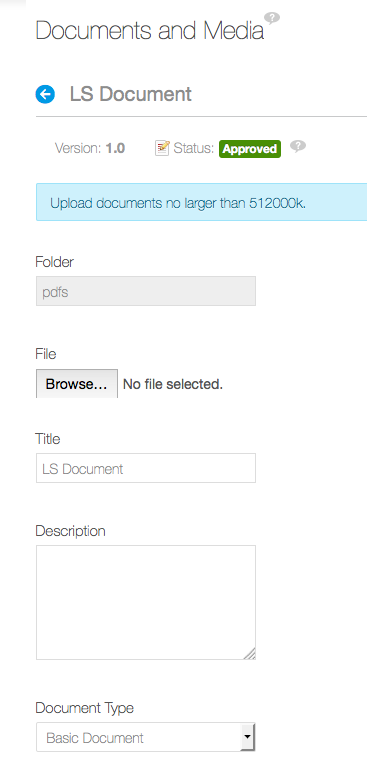 Documents and Media
LS Document
Version: 1.0 Status: Approved
Upload documents no larger than 512000k.
Folder
pdfs
File
Browse... No file selected.
Title
LS Document
Description
Document Type
Basic Document